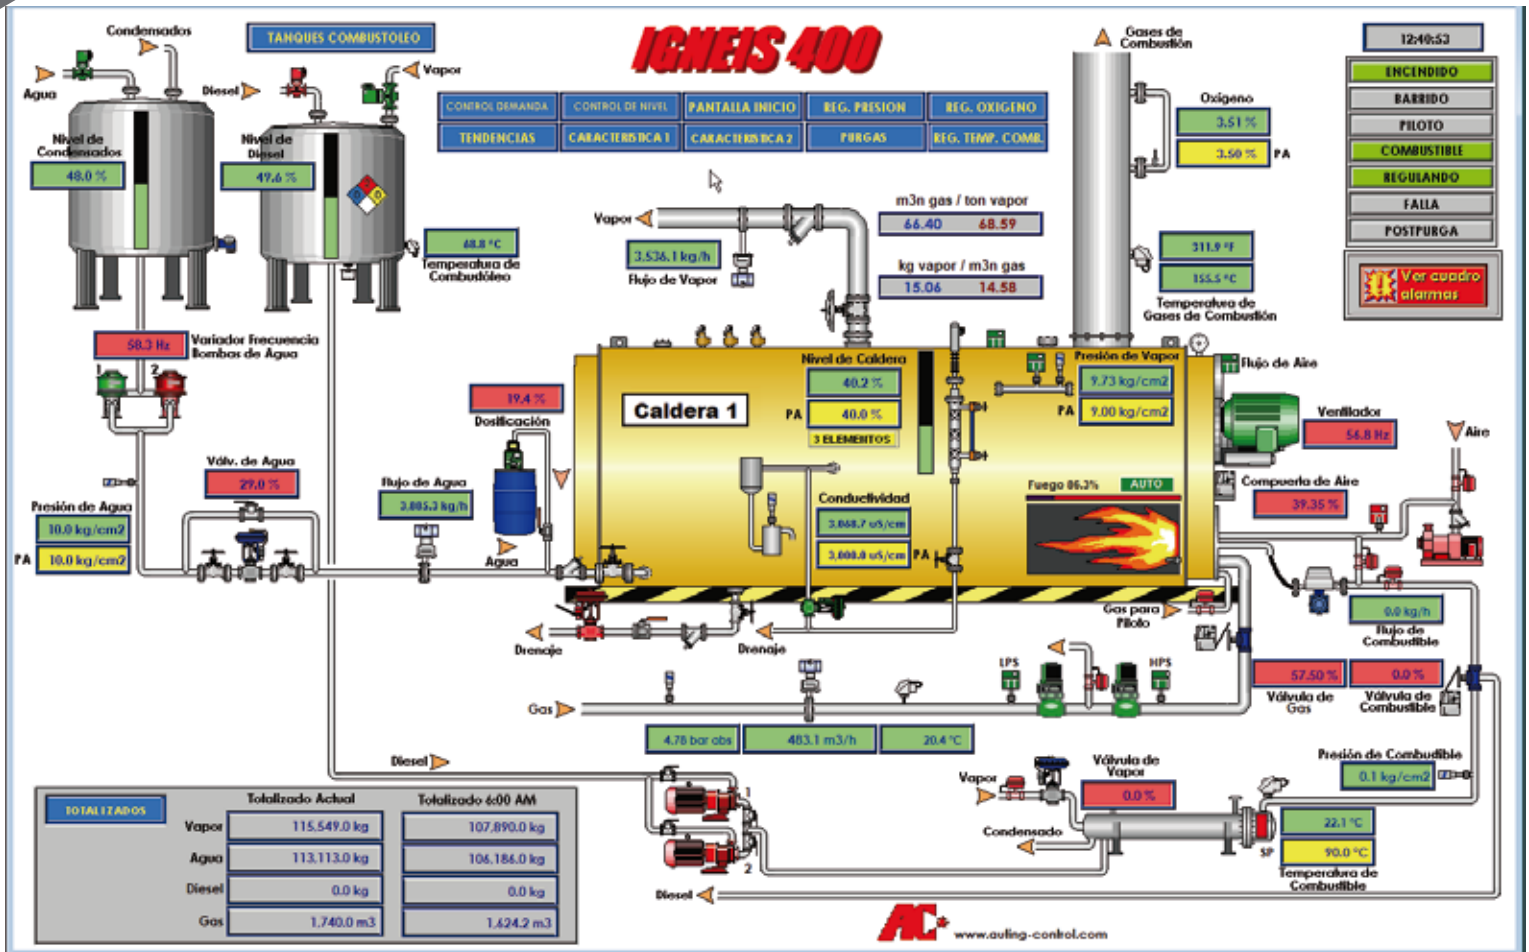 Condensados
TANQUES COMBUSTOLEO
IGNEIS 400
Gases de
Combustión
12:40:53
Agua
Diesel
Vapor
ENCENDIDO
BARRIDO
PILOTO
COMBUSTIBLE
REGULANDO
FALLA
POSTPURGA
CONTROL DEMANDA
CONTROL DE NIVEL
PANTALLA INICIO
REG. PRESION
REG. OXIGENO
TENDENCIAS
CARACTERISTICA 1
CARACTERISTICA 2
PURGAS
REG. TEMP. COMB.
Oxígeno
3.51 %
3.50 % PA
Nivel de
Condensados
48.0 %
Nivel de
Diesel
49.6 %
68.8 °C
Temperatura de
Combustóleo
Vapor
3,536.1 kg/h
Flujo de Vapor
m3n gas / ton vapor
66.40 68.59
kg vapor / m3n gas
15.06 14.58
311.9 °F
155.5 °C
Temperatura de
Gases de Combustión
Ver cuadro
alarmas
58.3 Hz
Variador Frecuencia
Bombas de Agua
1
2
19.4 %
Dosificación
Caldera 1
Nivel de Caldera
40.2 %
PA 40.0 %
3 ELEMENTOS
Presión de Vapor
9.73 kg/cm2
PA 9.00 kg/cm2
Flujo de Aire
Ventilador
56.8 Hz
Aire
Válv. de Agua
29.0 %
Flujo de Agua
3,885.3 kg/h
Agua
Presión de Agua
10.0 kg/cm2
PA 10.0 kg/cm2
Conductividad
3,068.7 uS/cm
3,000.0 uS/cm PA
Fuego 86.3% AUTO
Compuerta de Aire
39.35 %
Drenaje
Drenaje
Gas para
Piloto
0.0 kg/h
Flujo de
Combustible
LPS
HPS
Gas
4.78 bar abs
483.1 m3/h
20.4 °C
57.50 %
Válvula de
Gas
0.0 %
Válvula de
Combustible
Diesel
1
2
Vapor
Válvula de
Vapor
0.0 %
Condensado
Presión de Combustible
0.1 kg/cm2
22.1 °C
SP 90.0 °C
Temperatura de
Combustible
Diesel
TOTALIZADOS
Totalizado Actual
Totalizado 6:00 AM
Vapor 115,549.0 kg 107,890.0 kg
Agua 113,113.0 kg 106,186.0 kg
Diesel 0.0 kg 0.0 kg
Gas 1,740.0 m3 1,624.2 m3
AC
www.auting-control.com